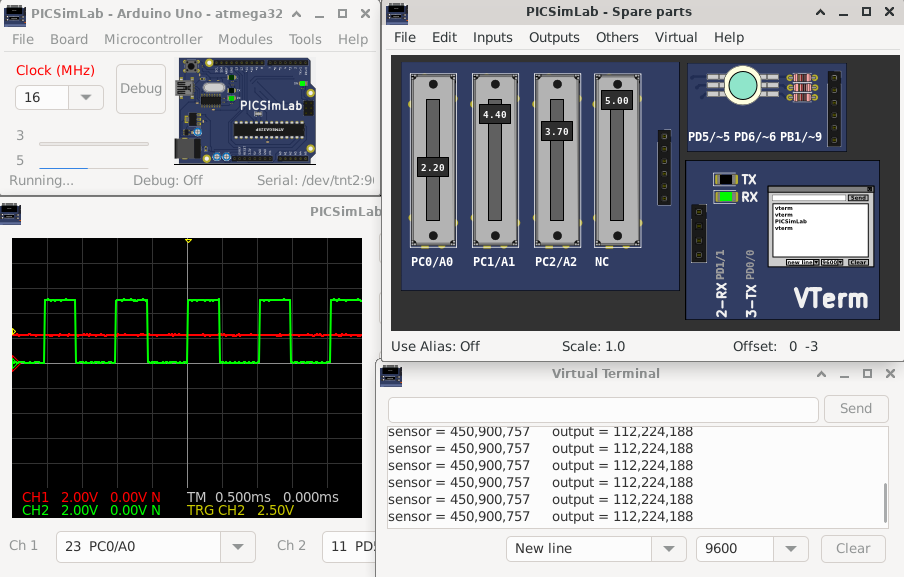 PICSimLab - Arduino Uno - atmega32
File Board Microcontroller Modules Tools Help
Clock (MHz)
16
Debug
3
5
PICSimLab
Running... Debug: Off Serial: /dev/tnt2:9
PICSimLab - Spare parts
File Edit Inputs Outputs Others Virtual Help
2.20
4.40
3.70
5.00
PC0/A0 PC1/A1 PC2/A2 NC
PD5/~5 PD6/~6 PB1/~9
TX
RX
2-RX PD1/1
3-TX PD0/0
Send
vterm
vterm
PICSimLab
vterm
new line 9600 Clear
VTerm
Use Alias: Off Scale: 1.0 Offset: 0 -3
PICSimLab
CH1 2.00V 0.00V N TM 0.500ms 0.000ms
CH2 2.00V 0.00V N TRG CH2 2.50V
Ch 1 23 PC0/A0 Ch 2 11 PD5
Virtual Terminal
Send
sensor = 450,900,757 output = 112,224,188
sensor = 450,900,757 output = 112,224,188
sensor = 450,900,757 output = 112,224,188
sensor = 450,900,757 output = 112,224,188
sensor = 450,900,757 output = 112,224,188
sensor = 450,900,757 output = 112,224,188
New line 9600 Clear